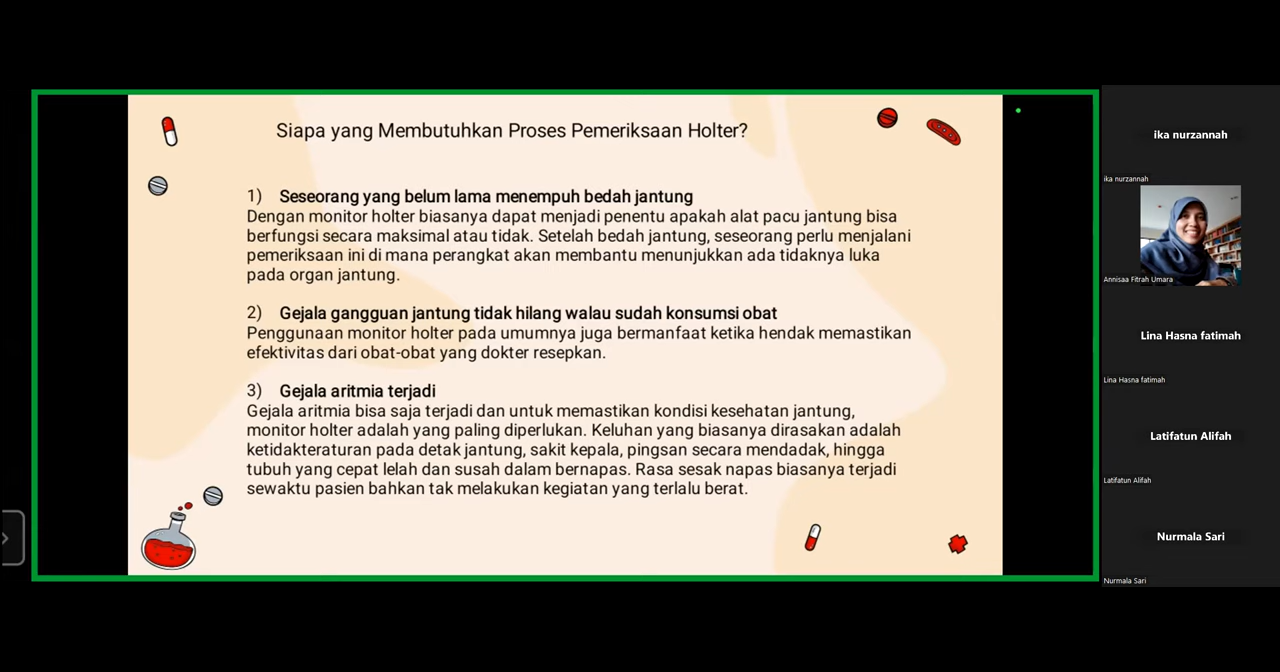 Siapa yang Membutuhkan Proses Pemeriksaan Holter?
1) Seseorang yang belum lama menempuh bedah jantung
Dengan monitor holter biasanya dapat menjadi penentu apakah alat pacu jantung bisa
berfungsi secara maksimal atau tidak. Setelah bedah jantung, seseorang perlu menjalani
pemeriksaan ini di mana perangkat akan membantu menunjukkan ada tidaknya luka
pada organ jantung.
2) Gejala gangguan jantung tidak hilang walau sudah konsumsi obat
Penggunaan monitor holter pada umumnya juga bermanfaat ketika hendak memastikan
efektivitas dari obat-obat yang dokter resepkan.
3) Gejala aritmia terjadi
Gejala aritmia bisa saja terjadi dan untuk memastikan kondisi kesehatan jantung,
monitor holter adalah yang paling diperlukan. Keluhan yang biasanya dirasakan adalah
ketidakteraturan pada detak jantung, sakit kepala, pingsan secara mendadak, hingga
tubuh yang cepat lelah dan susah dalam bernapas. Rasa sesak napas biasanya terjadi
sewaktu pasien bahkan tak melakukan kegiatan yang terlalu berat.
ika nurzannah
ika nurzannah
Annisaa Fitrah Umara
Lina Hasna fatimah
Lina Hasna fatimah
Latifatun Alifah
Latifatun Alifah
Nurmala Sari
Nurmala Sari